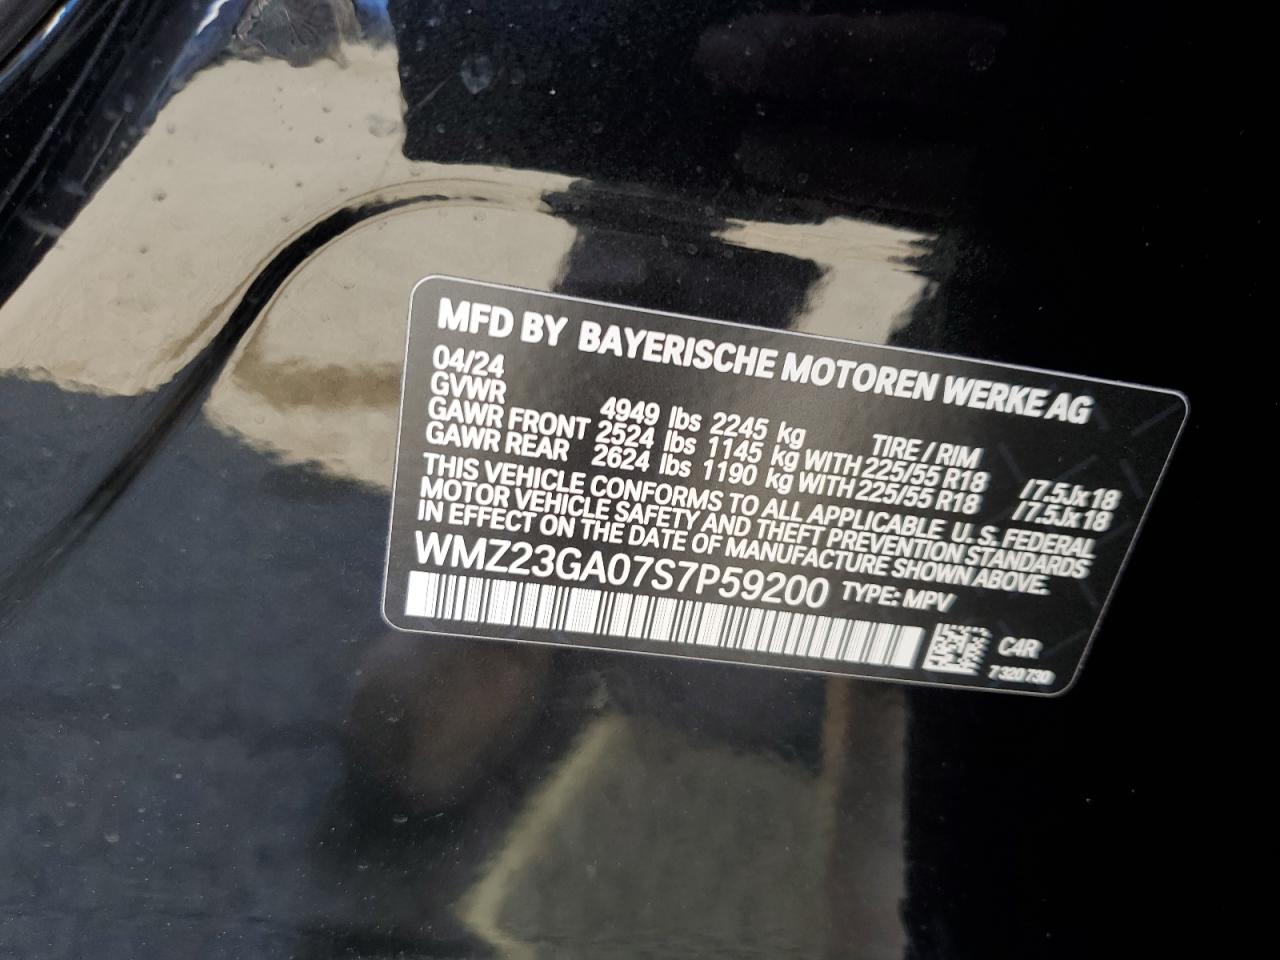 MFD BY BAYERISCHE MOTOREN WERKE AG
04/24
GVWR 4949 lbs 2245 kg TIRE / RIM
GAWR FRONT 2524 lbs 1145 kg WITH 225/55 R18 /7.5Jx18
GAWR REAR 2624 lbs 1190 kg WITH 225/55 R18 /7.5Jx18
THIS VEHICLE CONFORMS TO ALL APPLICABLE U.S. FEDERAL
MOTOR VEHICLE SAFETY AND THEFT PREVENTION STANDARDS
IN EFFECT ON THE DATE OF MANUFACTURE SHOWN ABOVE.
WMZ23GA07S7P59200 TYPE: MPV
C4R
7 320 730